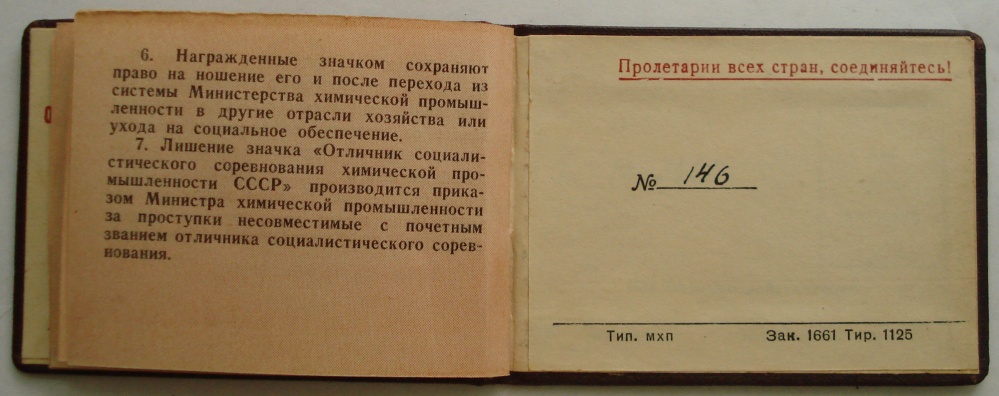 6. Награжденные значком сохраняют
право на ношение его и после перехода из
системы Министерства химической промыш-
ленности в другие отрасли хозяйства или
ухода на социальное обеспечение.
7. Лишение значка «Отличник социали-
стического соревнования химической про-
мышленности СССР» производится прика-
зом Министра химической промышленности
за проступки несовместимые с почетным
званием отличника социалистического сорев-
нования.
Пролетарии всех стран, соединяйтесь!
№ 146
Тип. мхп Зак. 1661 Тир. 1125